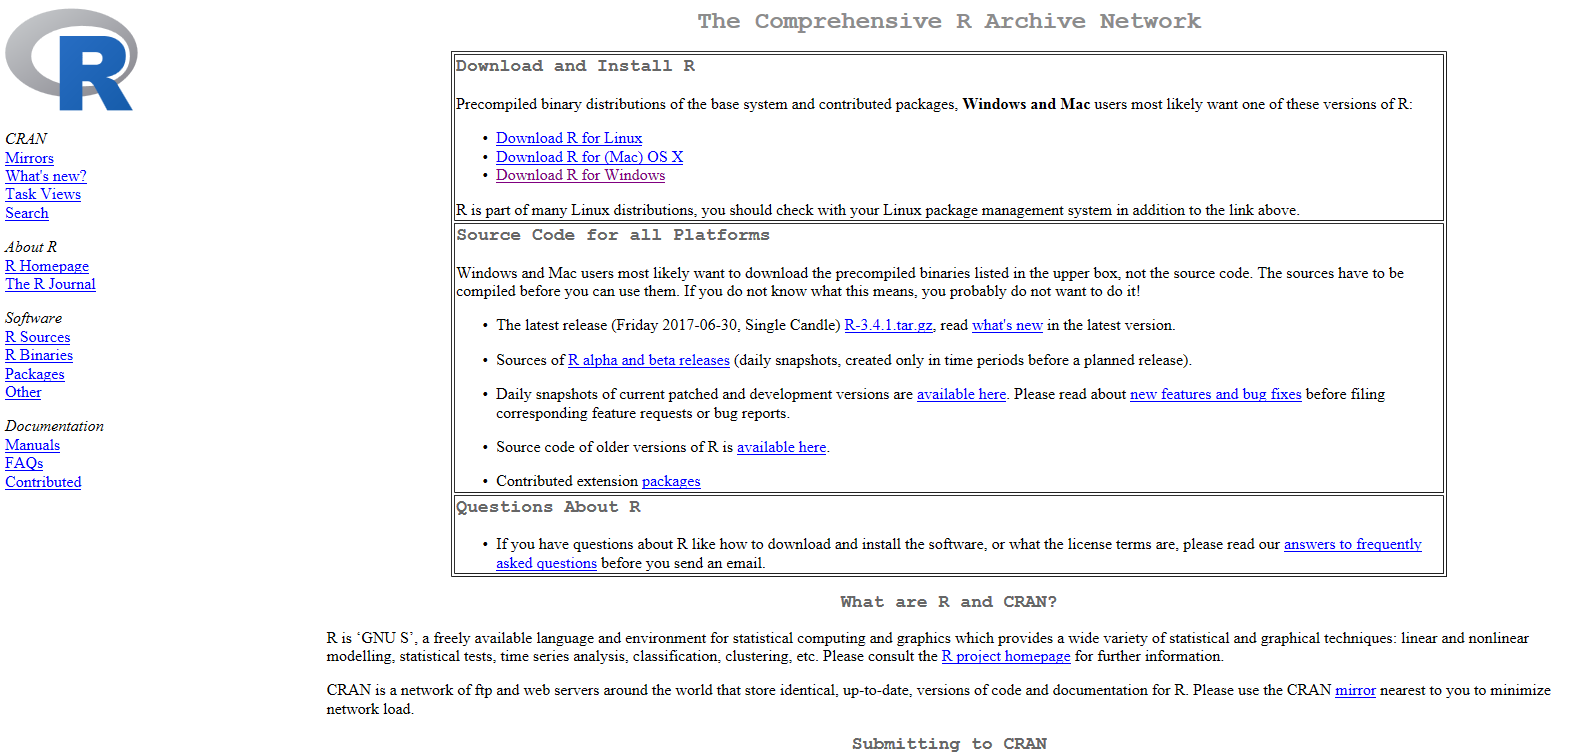 R
CRAN
Mirrors
What's new?
Task Views
Search
About R
R Homepage
The R Journal
Software
R Sources
R Binaries
Packages
Other
Documentation
Manuals
FAQs
Contributed
The Comprehensive R Archive Network
Download and Install R
Precompiled binary distributions of the base system and contributed packages, Windows and Mac users most likely want one of these versions of R:
• Download R for Linux
• Download R for (Mac) OS X
• Download R for Windows
R is part of many Linux distributions, you should check with your Linux package management system in addition to the link above.
Source Code for all Platforms
Windows and Mac users most likely want to download the precompiled binaries listed in the upper box, not the source code. The sources have to be
compiled before you can use them. If you do not know what this means, you probably do not want to do it!
• The latest release (Friday 2017-06-30, Single Candle) R-3.4.1.tar.gz, read what's new in the latest version.
• Sources of R alpha and beta releases (daily snapshots, created only in time periods before a planned release).
• Daily snapshots of current patched and development versions are available here. Please read about new features and bug fixes before filing
corresponding feature requests or bug reports.
• Source code of older versions of R is available here.
• Contributed extension packages
Questions About R
• If you have questions about R like how to download and install the software, or what the license terms are, please read our answers to frequently
asked questions before you send an email.
What are R and CRAN?
R is ‘GNU S’, a freely available language and environment for statistical computing and graphics which provides a wide variety of statistical and graphical techniques: linear and nonlinear
modelling, statistical tests, time series analysis, classification, clustering, etc. Please consult the R project homepage for further information.
CRAN is a network of ftp and web servers around the world that store identical, up-to-date, versions of code and documentation for R. Please use the CRAN mirror nearest to you to minimize
network load.
Submitting to CRAN